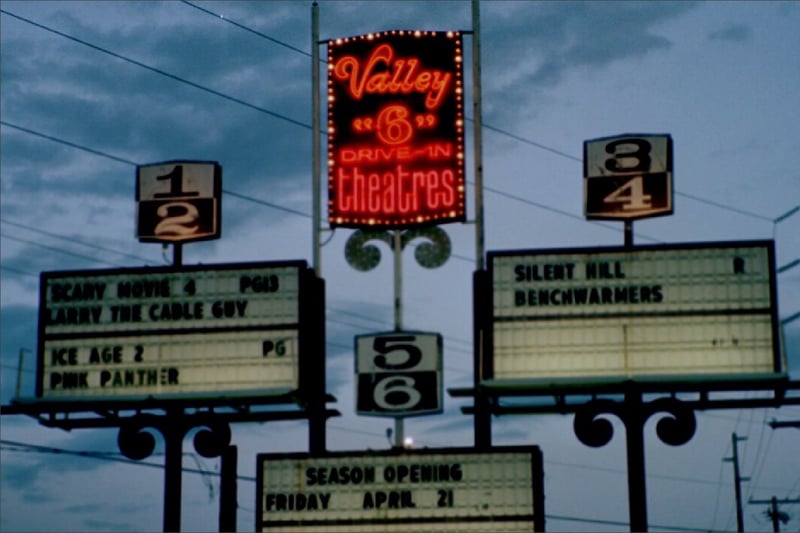 Valley
"6"
DRIVE-IN
theatres
1
2
SCARY MOVIE 4 PG13
LARRY THE CABLE GUY
ICE AGE 2 PG
PINK PANTHER
3
4
SILENT HILL R
BENCHWARMERS
5
6
SEASON OPENING
FRIDAY APRIL 21